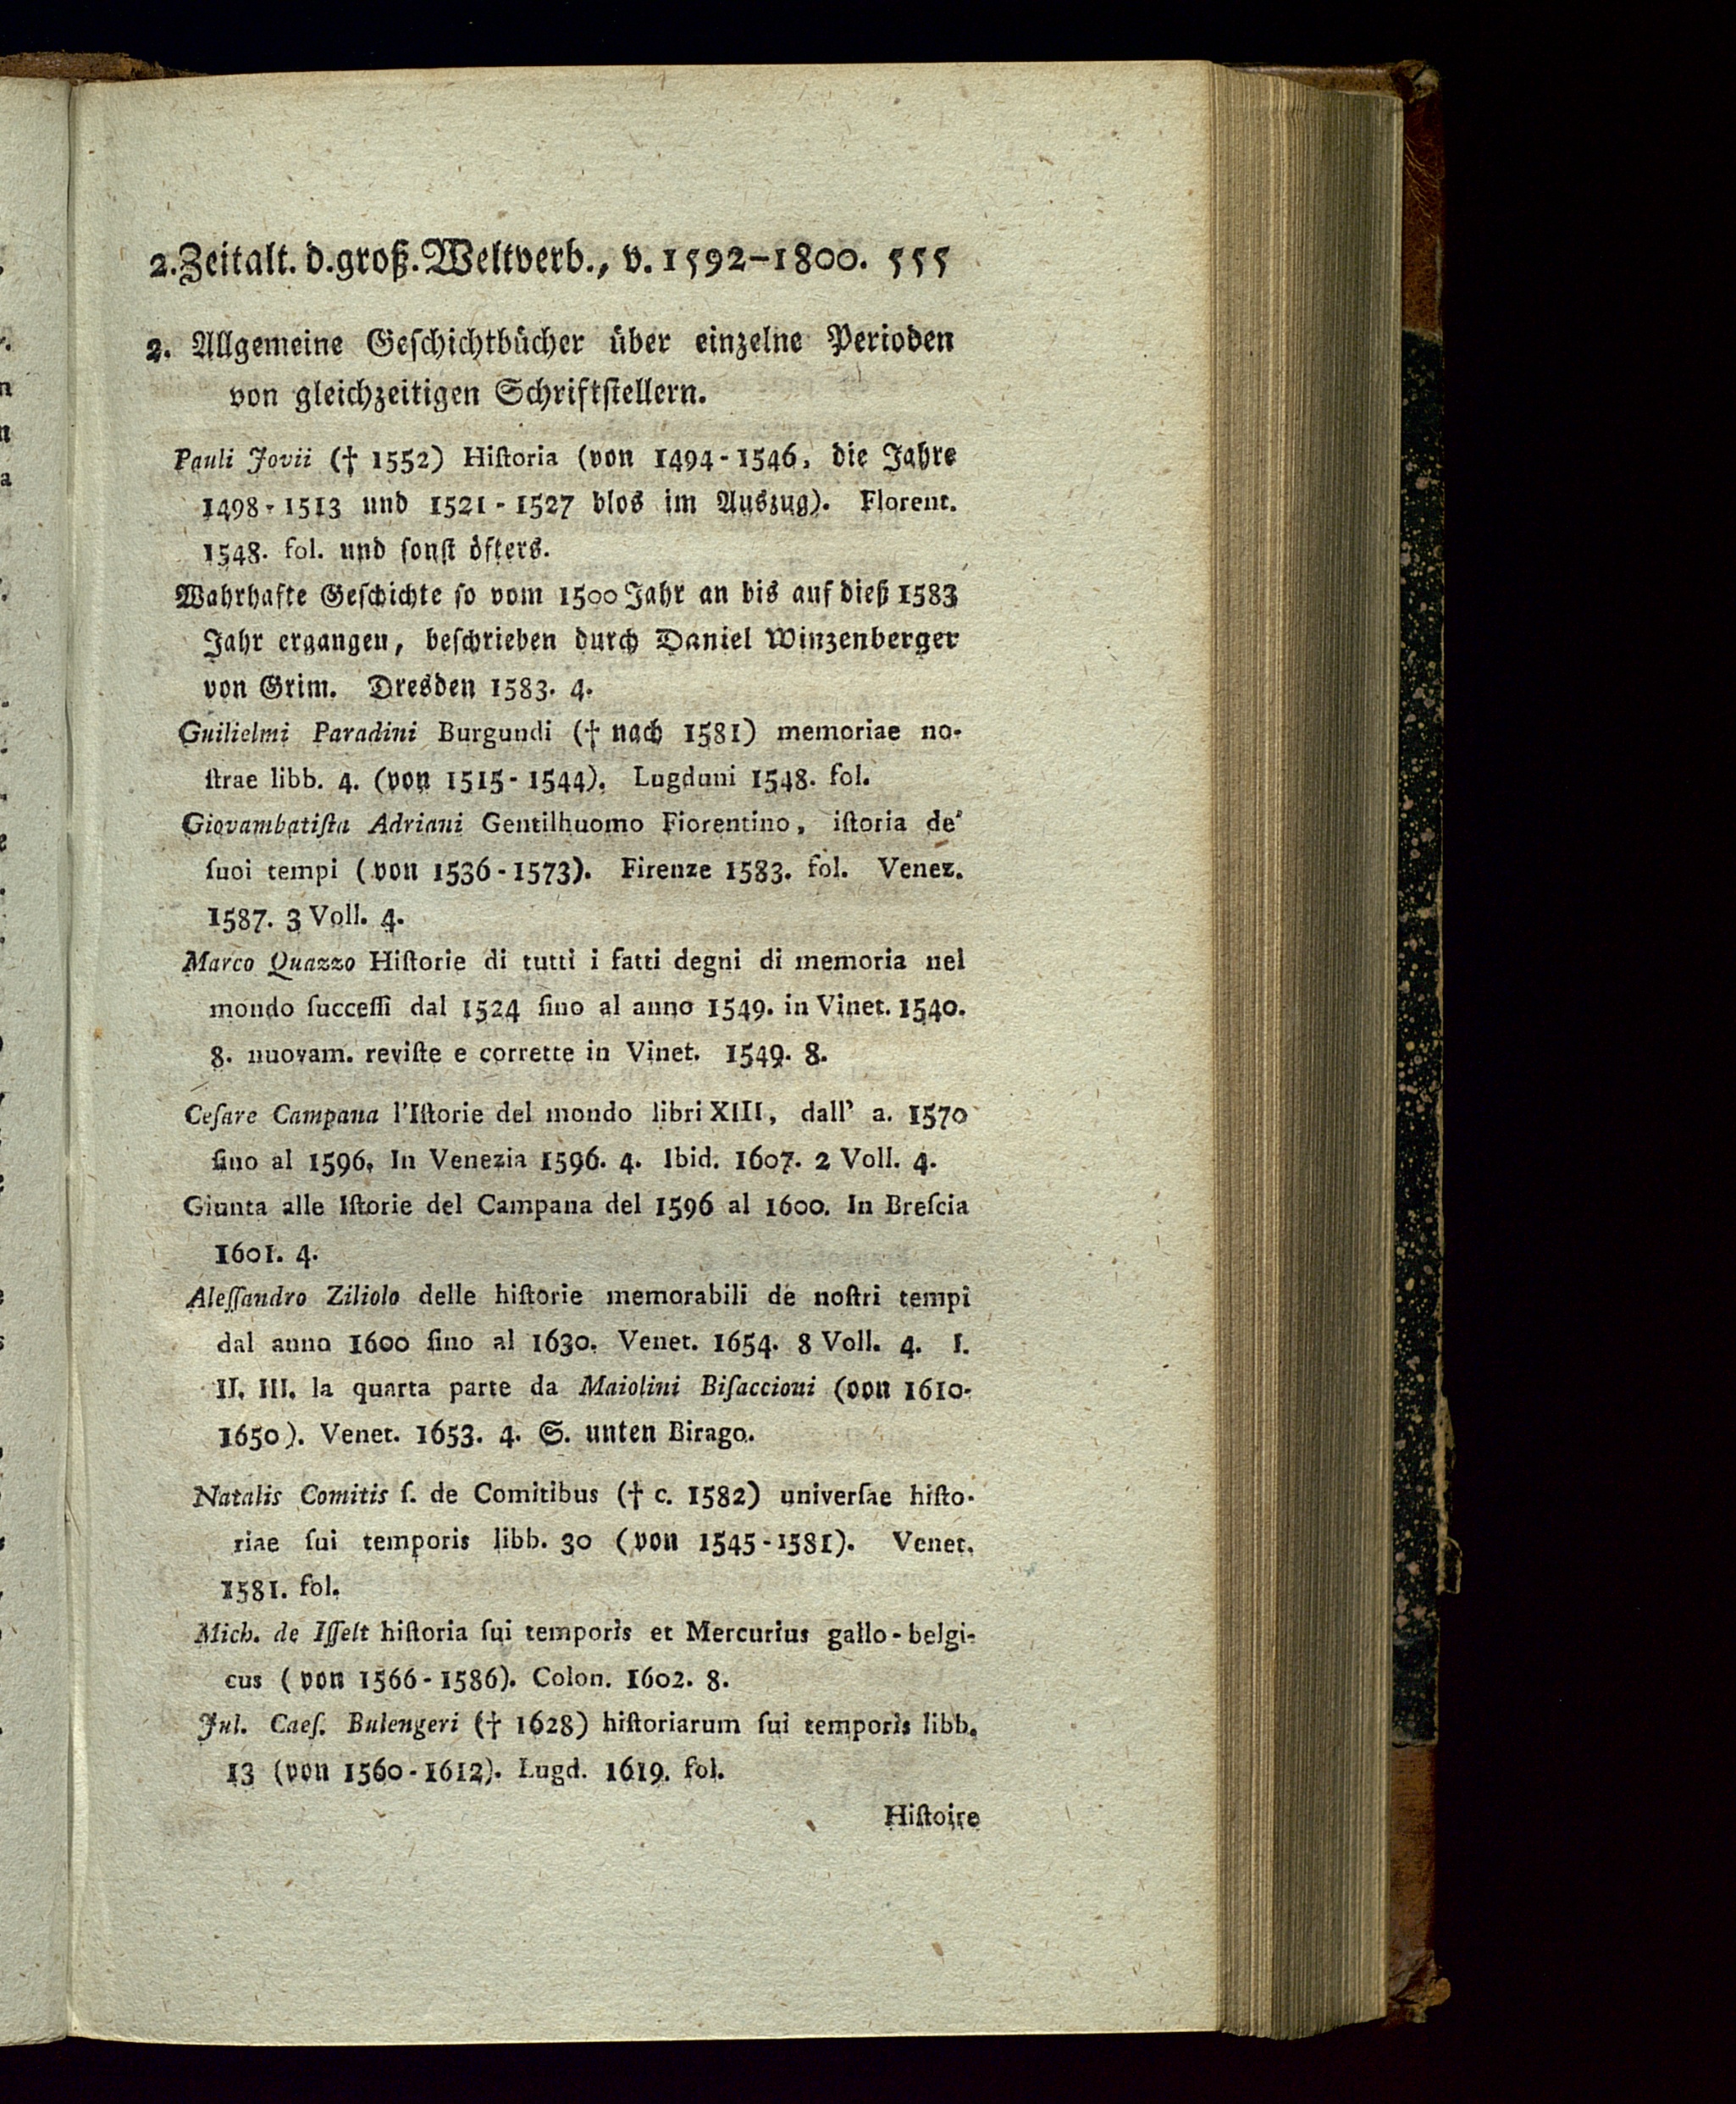 2. Zeitalt. d. groß. Weltverb., v. 1592-1800. 555
2. Allgemeine Geſchichtbücher über einzelne Perioden
von gleichzeitigen Schriftſtellern.
Pauli Jovii († 1552) Hiſtoria (von 1494-1546, die Jahre
1498-1513 und 1521-1527 blos im Auszug). Florent.
1548. fol. und ſonſt öfters.
Wahrhafte Geſchichte ſo vom 1500 Jahr an bis auf dieß 1583
Jahr ergangen, beſchrieben durch Daniel Winzenberger
von Grim. Dresden 1583. 4.
Guilielmi Paradini Burgundi († nach 1581) memoriae no-
ſtrae libb. 4. (von 1515-1544). Lugduni 1548. fol.
Giovambatiſta Adriani Gentilhuomo Fiorentino, iſtoria de'
ſuoi tempi (von 1536-1573). Firenze 1583. fol. Venez.
1587. 3 Voll. 4.
Marco Quazzo Hiſtorie di tutti i fatti degni di memoria nel
mondo ſucceſſi dal 1524 ſino al anno 1549. in Vinet. 1540.
8. nuovam. reviſte e corrette in Vinet. 1549. 8.
Ceſare Campana l'Iſtorie del mondo libri XIII, dall' a. 1570
ſino al 1596. In Venezia 1596. 4. Ibid. 1607. 2 Voll. 4.
Giunta alle Iſtorie del Campana del 1596 al 1600. In Breſcia
1601. 4.
Aleſſandro Ziliolo delle hiſtorie memorabili de noſtri tempi
dal anno 1600 ſino al 1630. Venet. 1654. 8 Voll. 4. I.
II. III. la quarta parte da Maiolini Biſaccioni (von 1610-
1650). Venet. 1653. 4. S. unten Birago.
Natalis Comitis ſ. de Comitibus († c. 1582) univerſae hiſto-
riae ſui temporis libb. 30 (von 1545-1581). Venet.
1581. fol.
Mich. de Iſſelt hiſtoria ſui temporis et Mercurius gallo-belgi-
cus (von 1566-1586). Colon. 1602. 8.
Jul. Caeſ. Bulengeri († 1628) hiſtoriarum ſui temporis libb.
13 (von 1560-1612). Lugd. 1619. fol.
Hiſtoire